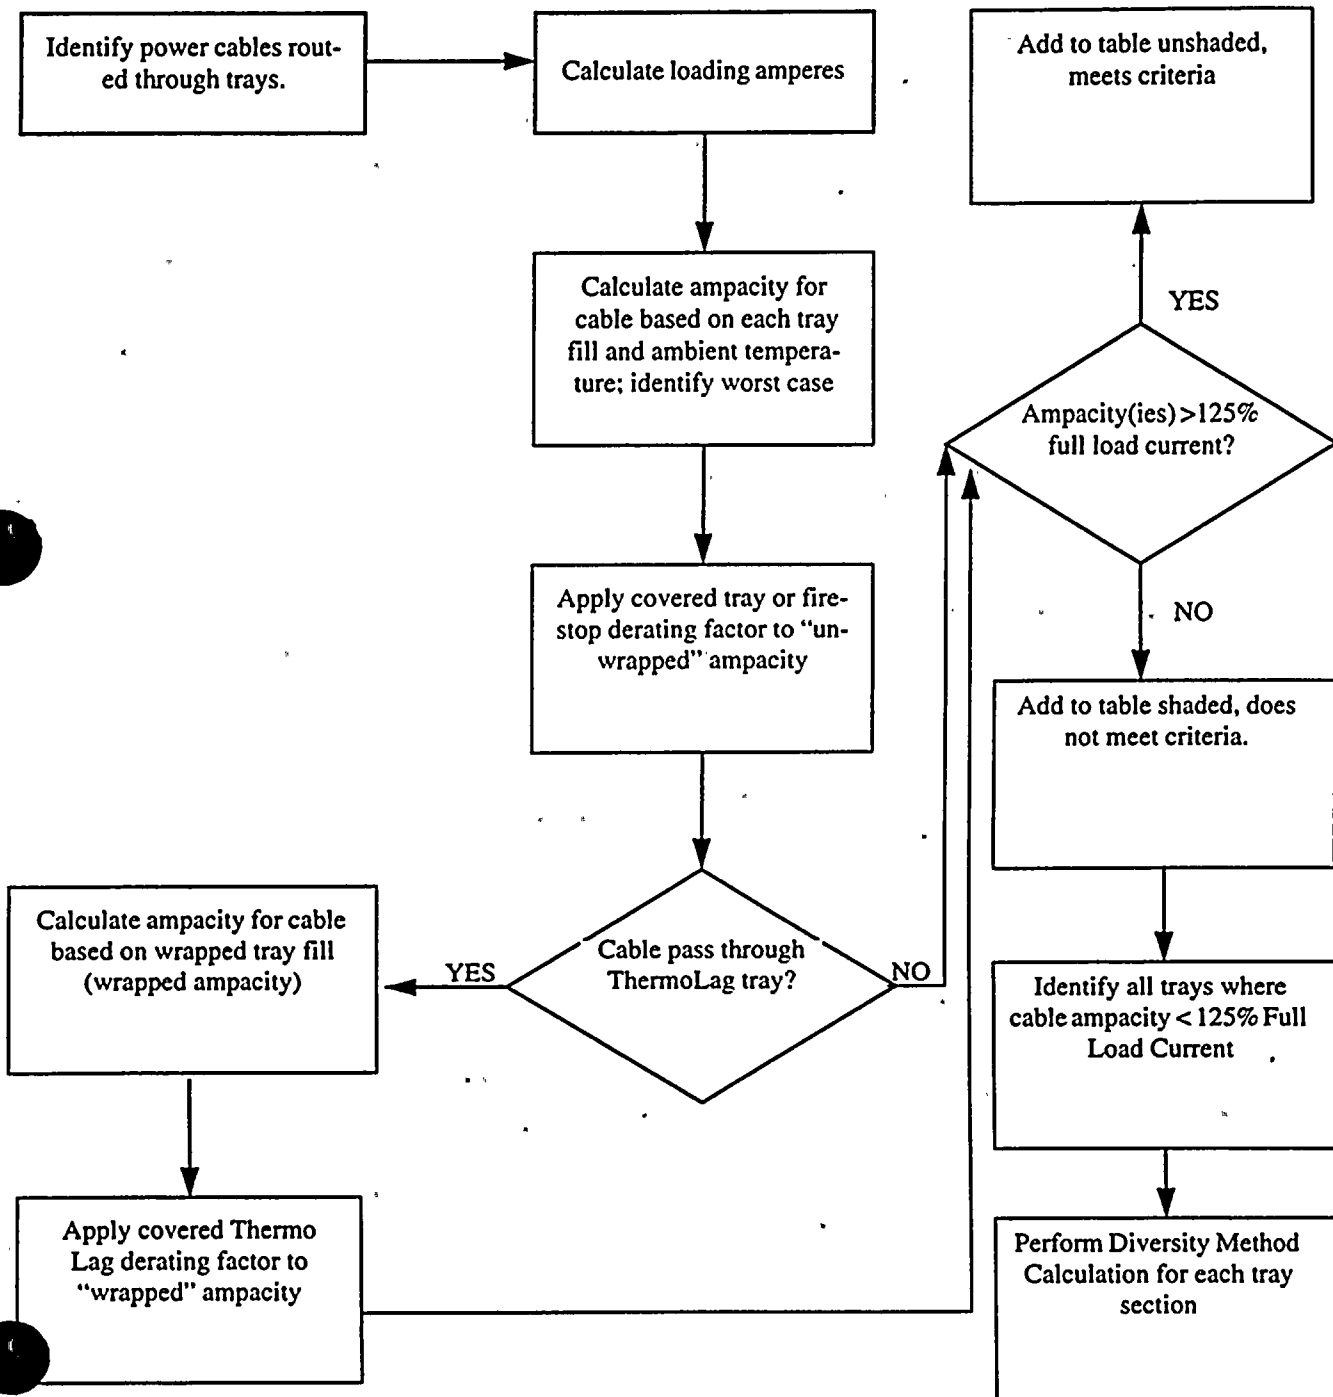 Identify power cables rout-
ed through trays.
Calculate loading amperes
Calculate ampacity for
cable based on each tray
fill and ambient tempera-
ture; identify worst case
Apply covered tray or fire-
stop derating factor to “un-
wrapped” ampacity
Cable pass through
ThermoLag tray?
YES
NO
Calculate ampacity for cable
based on wrapped tray fill
(wrapped ampacity)
Apply covered Thermo
Lag derating factor to
“wrapped” ampacity
Ampacity(ies) >125%
full load current?
YES
Add to table unshaded,
meets criteria
NO
Add to table shaded, does
not meet criteria.
Identify all trays where
cable ampacity < 125% Full
Load Current
Perform Diversity Method
Calculation for each tray
section